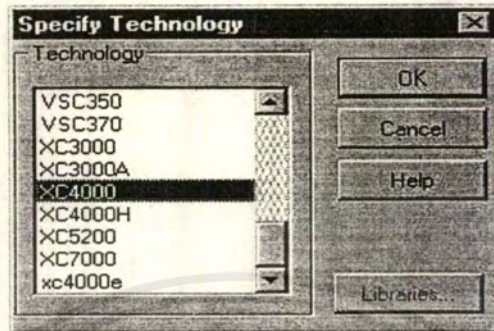 Specify Technology
Technology
VSC350
VSC370
XC3000
XC3000A
XC4000
XC4000H
XC5200
XC7000
xc4000e
OK
Cancel
Help
Libraries...